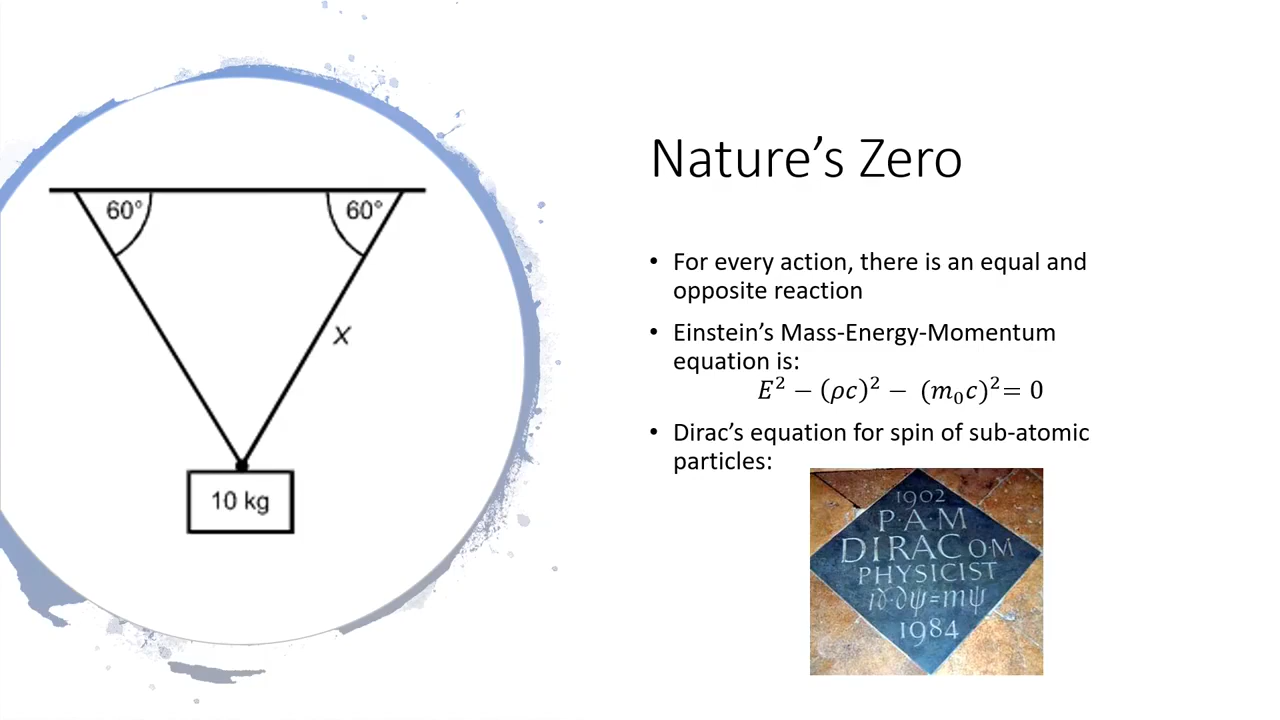 60°
60°
x
10 kg
Nature’s Zero
• For every action, there is an equal and
opposite reaction
• Einstein’s Mass-Energy-Momentum
equation is:
𝐸² − (𝜌𝑐)² − (𝑚₀𝑐)²= 0
• Dirac’s equation for spin of sub-atomic
particles:
1902
P·A·M
DIRAC O·M
PHYSICIST
iγ·∂ψ=mψ
1984